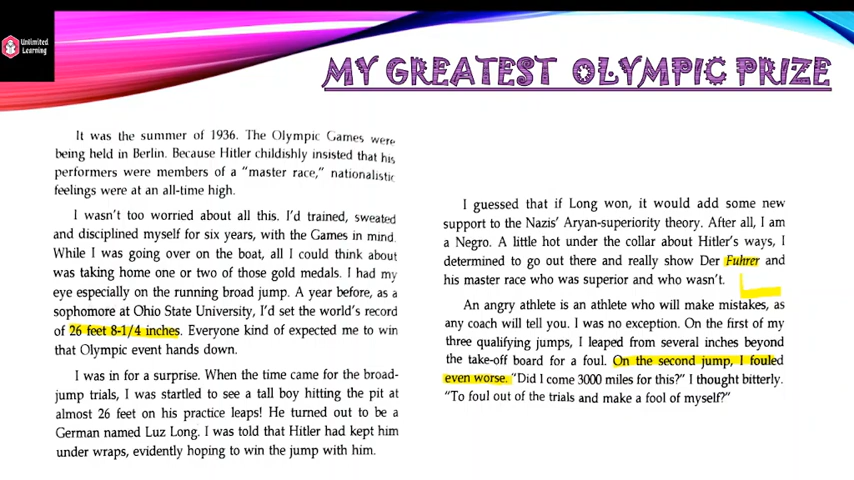 Unlimited
Learning
MY GREATEST OLYMPIC PRIZE
It was the summer of 1936. The Olympic Games were
being held in Berlin. Because Hitler childishly insisted that his
performers were members of a “master race,” nationalistic
feelings were at an all-time high.
I wasn't too worried about all this. I'd trained, sweated
and disciplined myself for six years, with the Games in mind.
While I was going over on the boat, all I could think about
was taking home one or two of those gold medals. I had my
eye especially on the running broad jump. A year before, as a
sophomore at Ohio State University, I'd set the world's record
of 26 feet 8-1/4 inches. Everyone kind of expected me to win
that Olympic event hands down.
I was in for a surprise. When the time came for the broad-
jump trials, I was startled to see a tall boy hitting the pit at
almost 26 feet on his practice leaps! He turned out to be a
German named Luz Long. I was told that Hitler had kept him
under wraps, evidently hoping to win the jump with him.
I guessed that if Long won, it would add some new
support to the Nazis' Aryan-superiority theory. After all, I am
a Negro. A little hot under the collar about Hitler's ways, I
determined to go out there and really show Der Fuhrer and
his master race who was superior and who wasn't.
An angry athlete is an athlete who will make mistakes, as
any coach will tell you. I was no exception. On the first of my
three qualifying jumps, I leaped from several inches beyond
the take-off board for a foul. On the second jump, I fouled
even worse. “Did I come 3000 miles for this?” I thought bitterly.
“To foul out of the trials and make a fool of myself?”